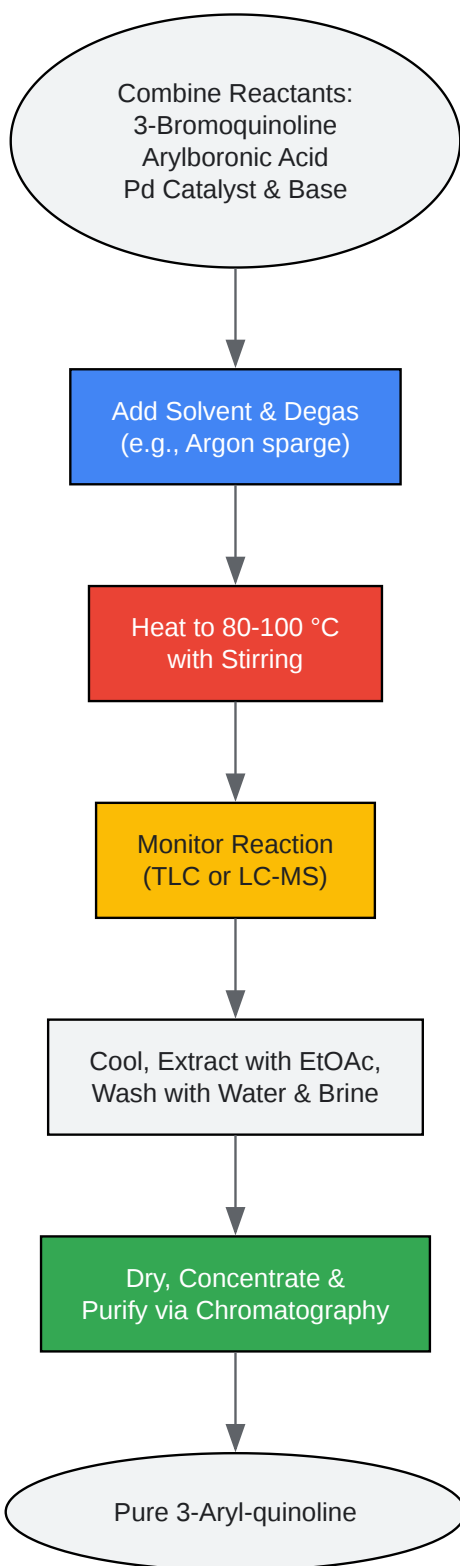 Combine Reactants:
3-Bromoquinoline
Arylboronic Acid
Pd Catalyst & Base
Add Solvent & Degas
(e.g., Argon sparge)
Heat to 80-100 °C
with Stirring
Monitor Reaction
(TLC or LC-MS)
Cool, Extract with EtOAc,
Wash with Water & Brine
Dry, Concentrate &
Purify via Chromatography
Pure 3-Aryl-quinoline